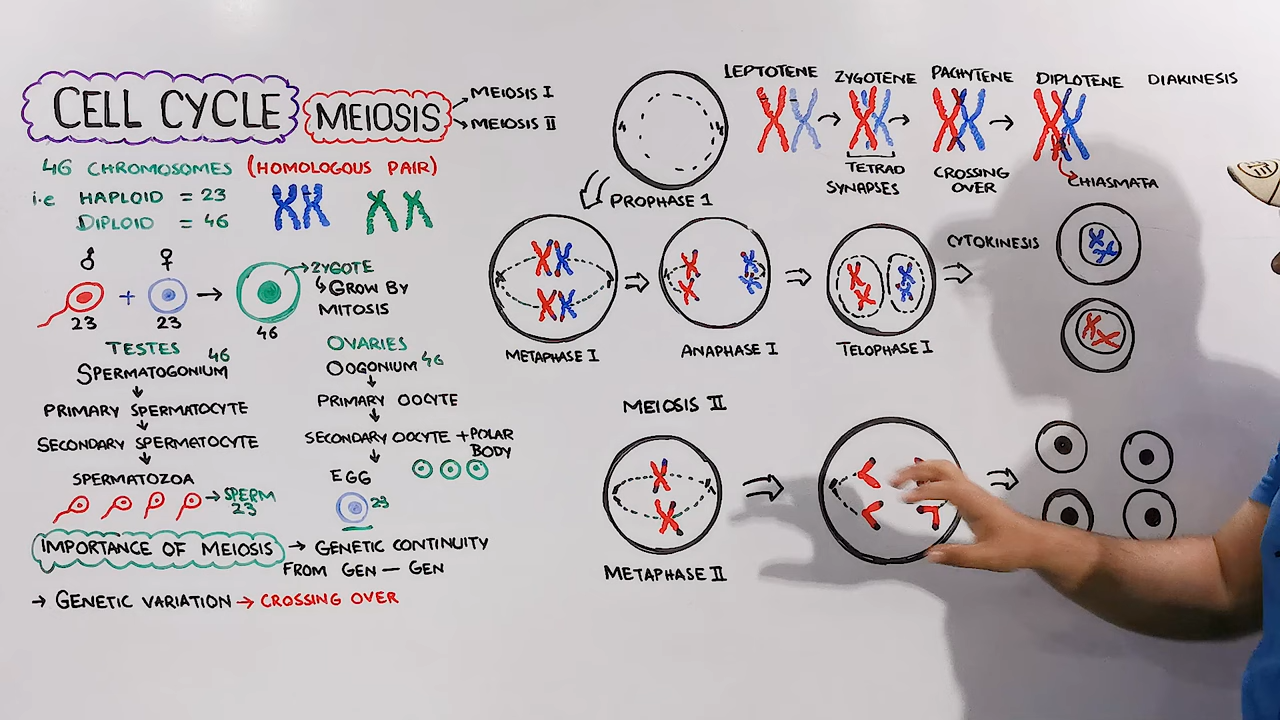 CELL CYCLE
MEIOSIS
MEIOSIS I
MEIOSIS II
46 CHROMOSOMES (HOMOLOGOUS PAIR)
i.e HAPLOID = 23
DIPLOID = 46
♂ ♀
+ →
ZYGOTE
GROW BY
MITOSIS
23 23 46
TESTES
46
SPERMATOGONIUM
PRIMARY SPERMATOCYTE
SECONDARY SPERMATOCYTE
SPERMATOZOA
→ SPERM
23
OVARIES
OOGONIUM 46
PRIMARY OOCYTE
SECONDARY OOCYTE + POLAR
BODY
EGG
23
IMPORTANCE OF MEIOSIS → GENETIC CONTINUITY
FROM GEN — GEN
→ GENETIC VARIATION → CROSSING OVER
LEPTOTENE ZYGOTENE PACHYTENE DIPLOTENE DIAKINESIS
TETRAD
SYNAPSES
CROSSING
OVER
CHIASMATA
PROPHASE 1
METAPHASE I
ANAPHASE I
TELOPHASE I
CYTOKINESIS
MEIOSIS II
METAPHASE II